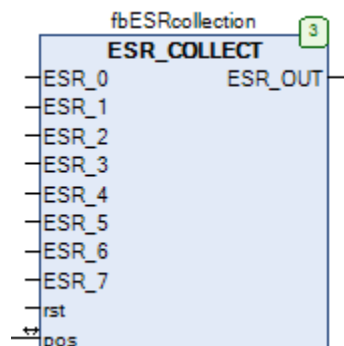 fbESRcollection
3
ESR_COLLECT
ESR_0 ESR_OUT
ESR_1
ESR_2
ESR_3
ESR_4
ESR_5
ESR_6
ESR_7
rst
pos